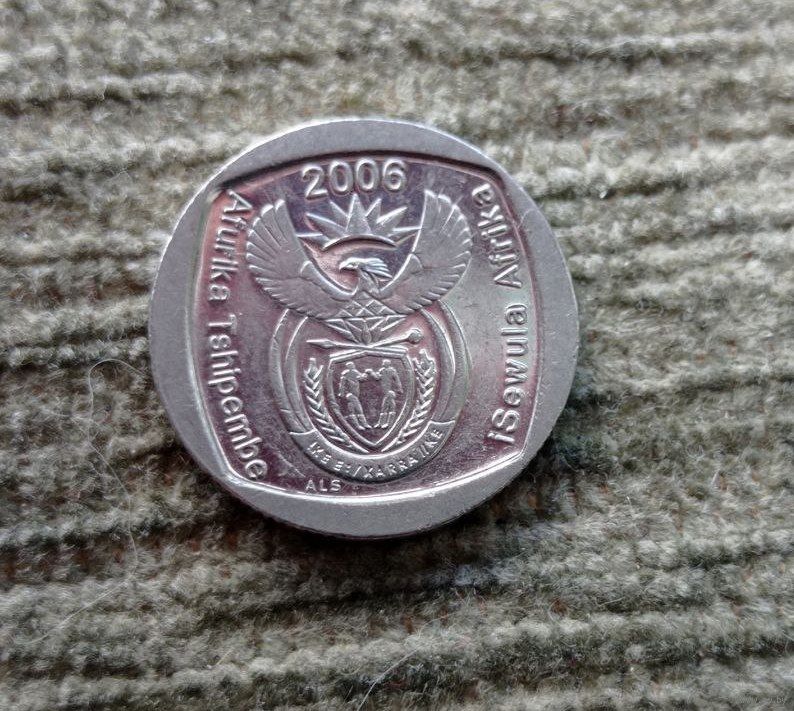 2006
Afurika Tshipembe
iSewula Afrika
!KE E: /XARRA //KE
ALS